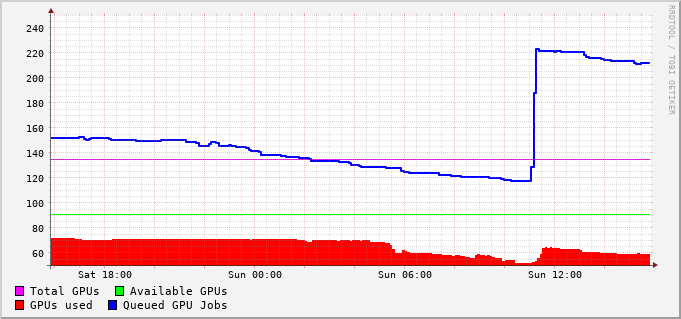 RRDTOOL / TOBI OETIKER
240
220
200
180
160
140
120
100
80
60
Sat 18:00 Sun 00:00 Sun 06:00 Sun 12:00
Total GPUs Available GPUs
GPUs used Queued GPU Jobs